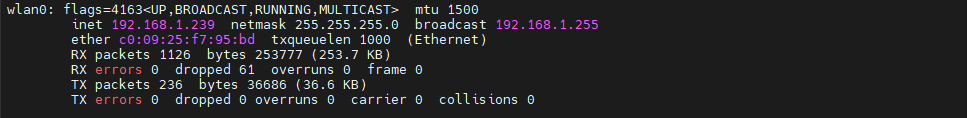 wlan0: flags=4163<UP,BROADCAST,RUNNING,MULTICAST>  mtu 1500
        inet 192.168.1.239  netmask 255.255.255.0  broadcast 192.168.1.255
        ether c0:09:25:f7:95:bd  txqueuelen 1000  (Ethernet)
        RX packets 1126  bytes 253777 (253.7 KB)
        RX errors 0  dropped 61  overruns 0  frame 0
        TX packets 236  bytes 36686 (36.6 KB)
        TX errors 0  dropped 0 overruns 0  carrier 0  collisions 0